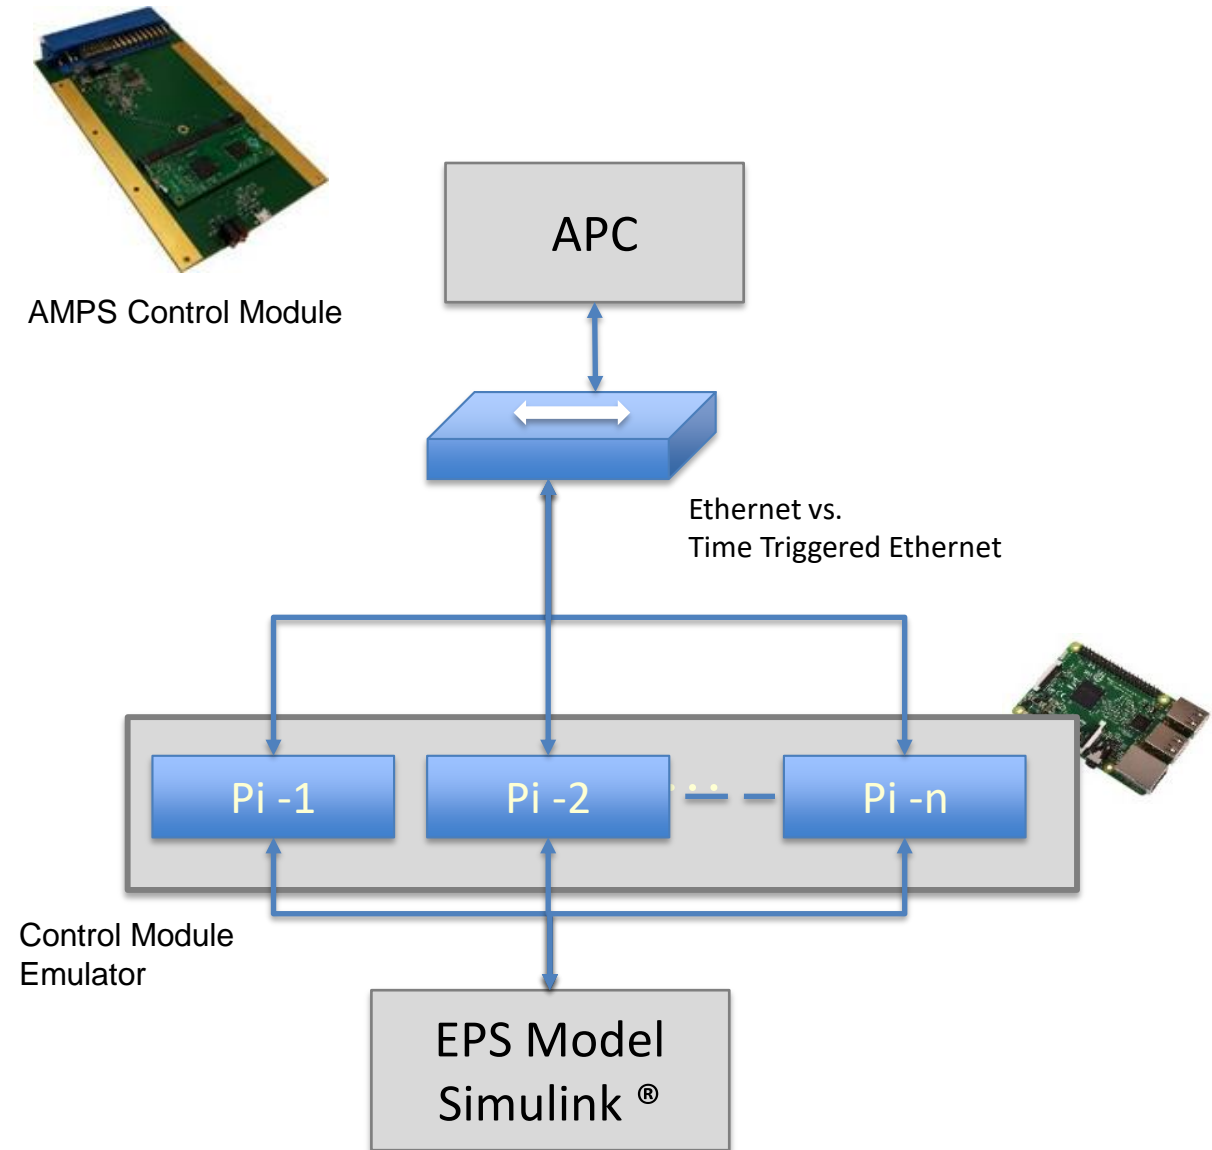 AMPS Control Module
APC
Ethernet vs.
Time Triggered Ethernet
Pi -1
Pi -2
...
Pi -n
Control Module
Emulator
EPS Model
Simulink ®